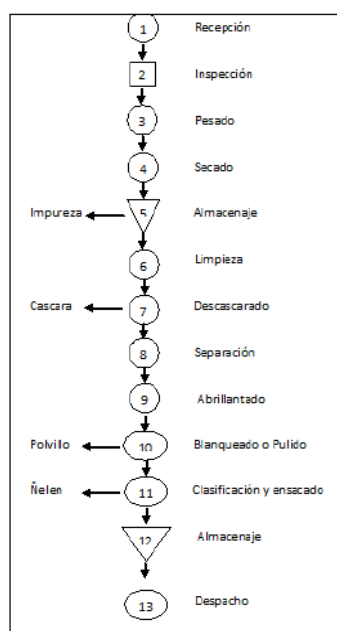 1 Recepción
2 Inspección
3 Pesado
4 Secado
Impureza 5 Almacenaje
6 Limpieza
Cascara 7 Descascarado
8 Separación
9 Abrillantado
Polvillo 10 Blanqueado o Pulido
Ñelen 11 Clasificación y ensacado
12 Almacenaje
13 Despacho